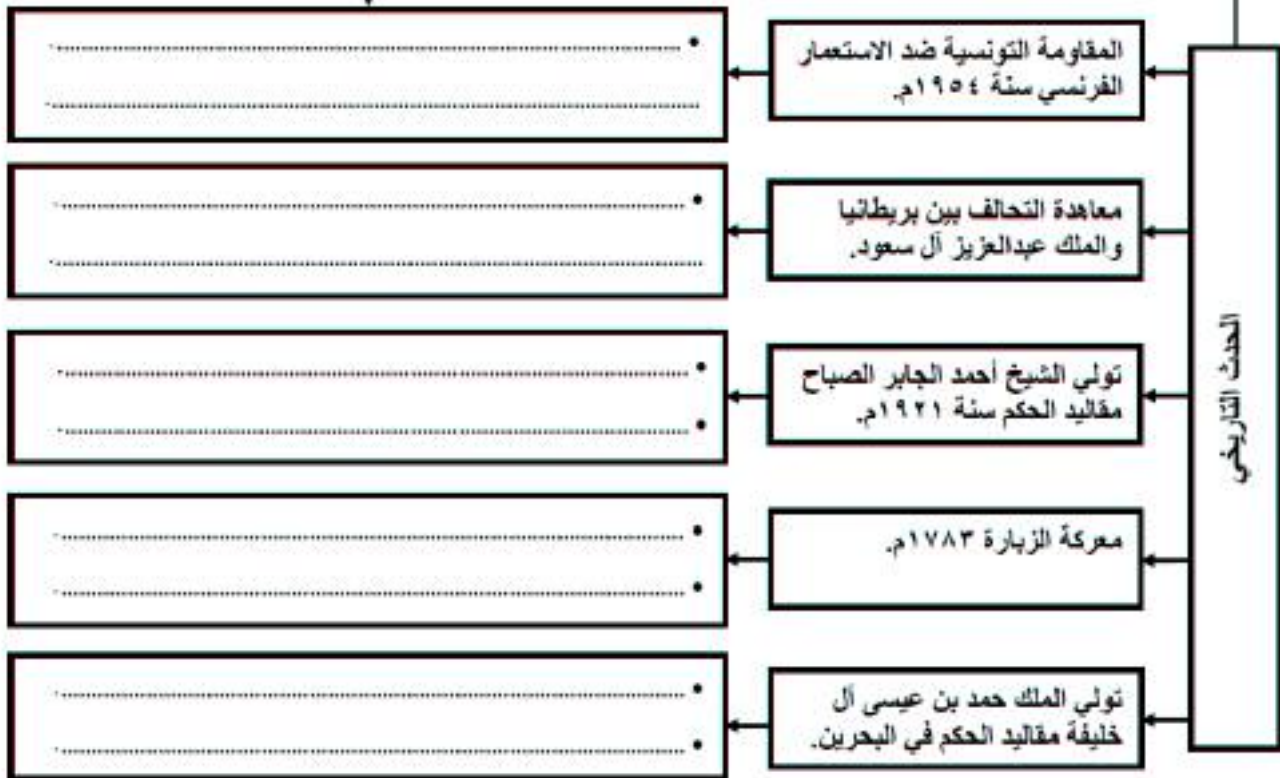 الحدث التاريخي
المقاومة التونسية ضد الاستعمار
الفرنسي سنة ١٩٥٤م.
•
معاهدة التحالف بين بريطانيا
والملك عبدالعزيز آل سعود.
•
تولي الشيخ أحمد الجابر الصباح
مقاليد الحكم سنة ١٩٢١م.
•
•
معركة الزبارة ١٧٨٣م.
•
•
تولي الملك حمد بن عيسى آل
خليفة مقاليد الحكم في البحرين.
•
•